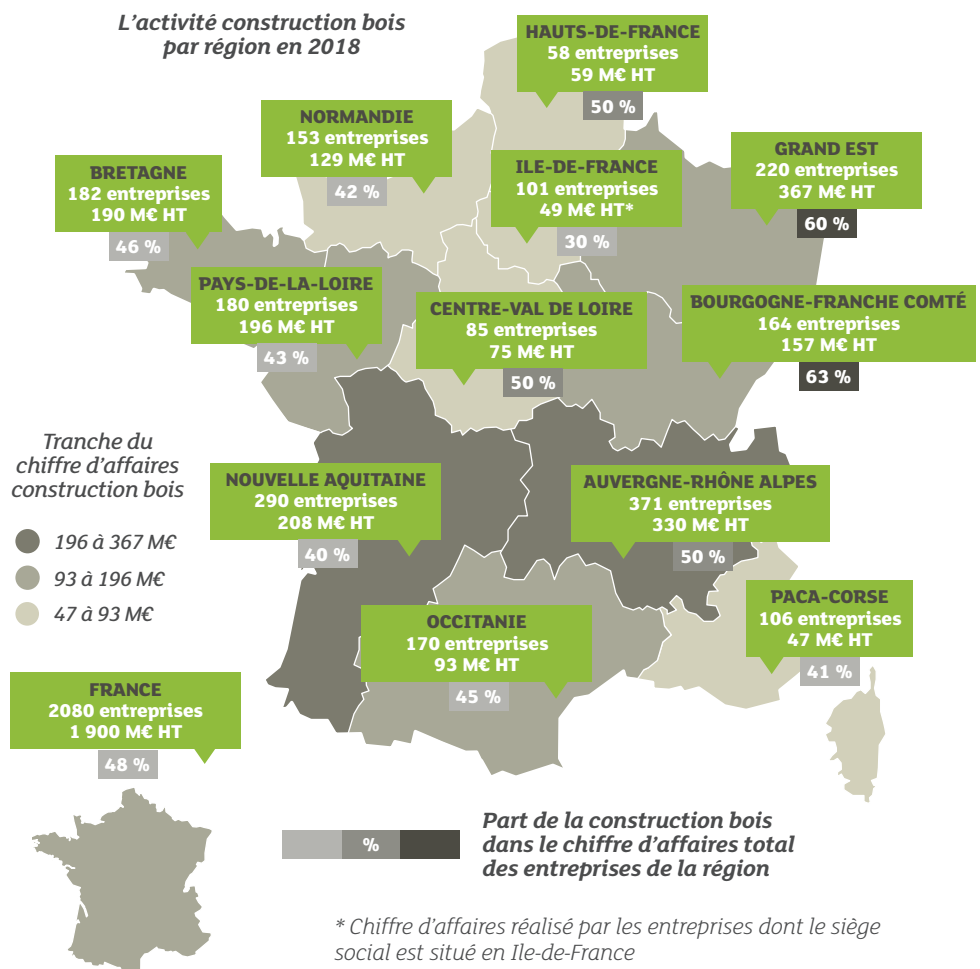 L'activité construction bois
par région en 2018
HAUTS-DE-FRANCE
58 entreprises
59 M€ HT
50 %
NORMANDIE
153 entreprises
129 M€ HT
42 %
BRETAGNE
182 entreprises
190 M€ HT
46 %
ILE-DE-FRANCE
101 entreprises
49 M€ HT*
30 %
GRAND EST
220 entreprises
367 M€ HT
60 %
PAYS-DE-LA-LOIRE
180 entreprises
196 M€ HT
43 %
CENTRE-VAL DE LOIRE
85 entreprises
75 M€ HT
50 %
BOURGOGNE-FRANCHE COMTÉ
164 entreprises
157 M€ HT
63 %
Tranche du
chiffre d'affaires
construction bois
196 à 367 M€
93 à 196 M€
47 à 93 M€
NOUVELLE AQUITAINE
290 entreprises
208 M€ HT
40 %
AUVERGNE-RHÔNE ALPES
371 entreprises
330 M€ HT
50 %
OCCITANIE
170 entreprises
93 M€ HT
45 %
PACA-CORSE
106 entreprises
47 M€ HT
41 %
FRANCE
2080 entreprises
1 900 M€ HT
48 %
%
Part de la construction bois
dans le chiffre d'affaires total
des entreprises de la région
* Chiffre d'affaires réalisé par les entreprises dont le siège
social est situé en Ile-de-France